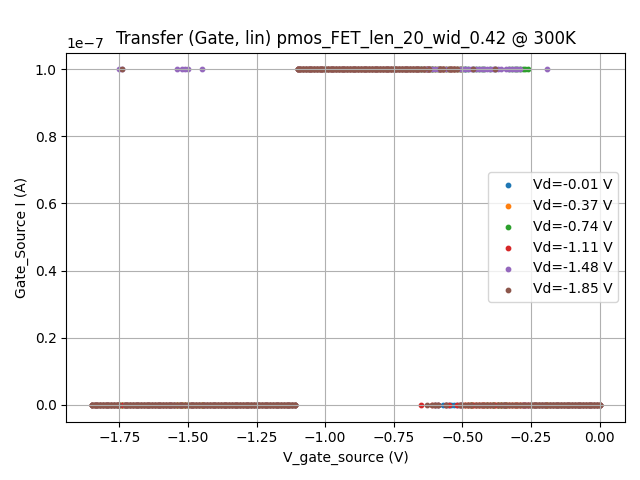 Transfer (Gate, lin) pmos_FET_len_20_wid_0.42 @ 300K
1e−7
1.0
0.8
0.6
0.4
0.2
0.0
Gate_Source I (A)
Vd=-0.01 V
Vd=-0.37 V
Vd=-0.74 V
Vd=-1.11 V
Vd=-1.48 V
Vd=-1.85 V
−1.75 −1.50 −1.25 −1.00 −0.75 −0.50 −0.25 0.00
V_gate_source (V)